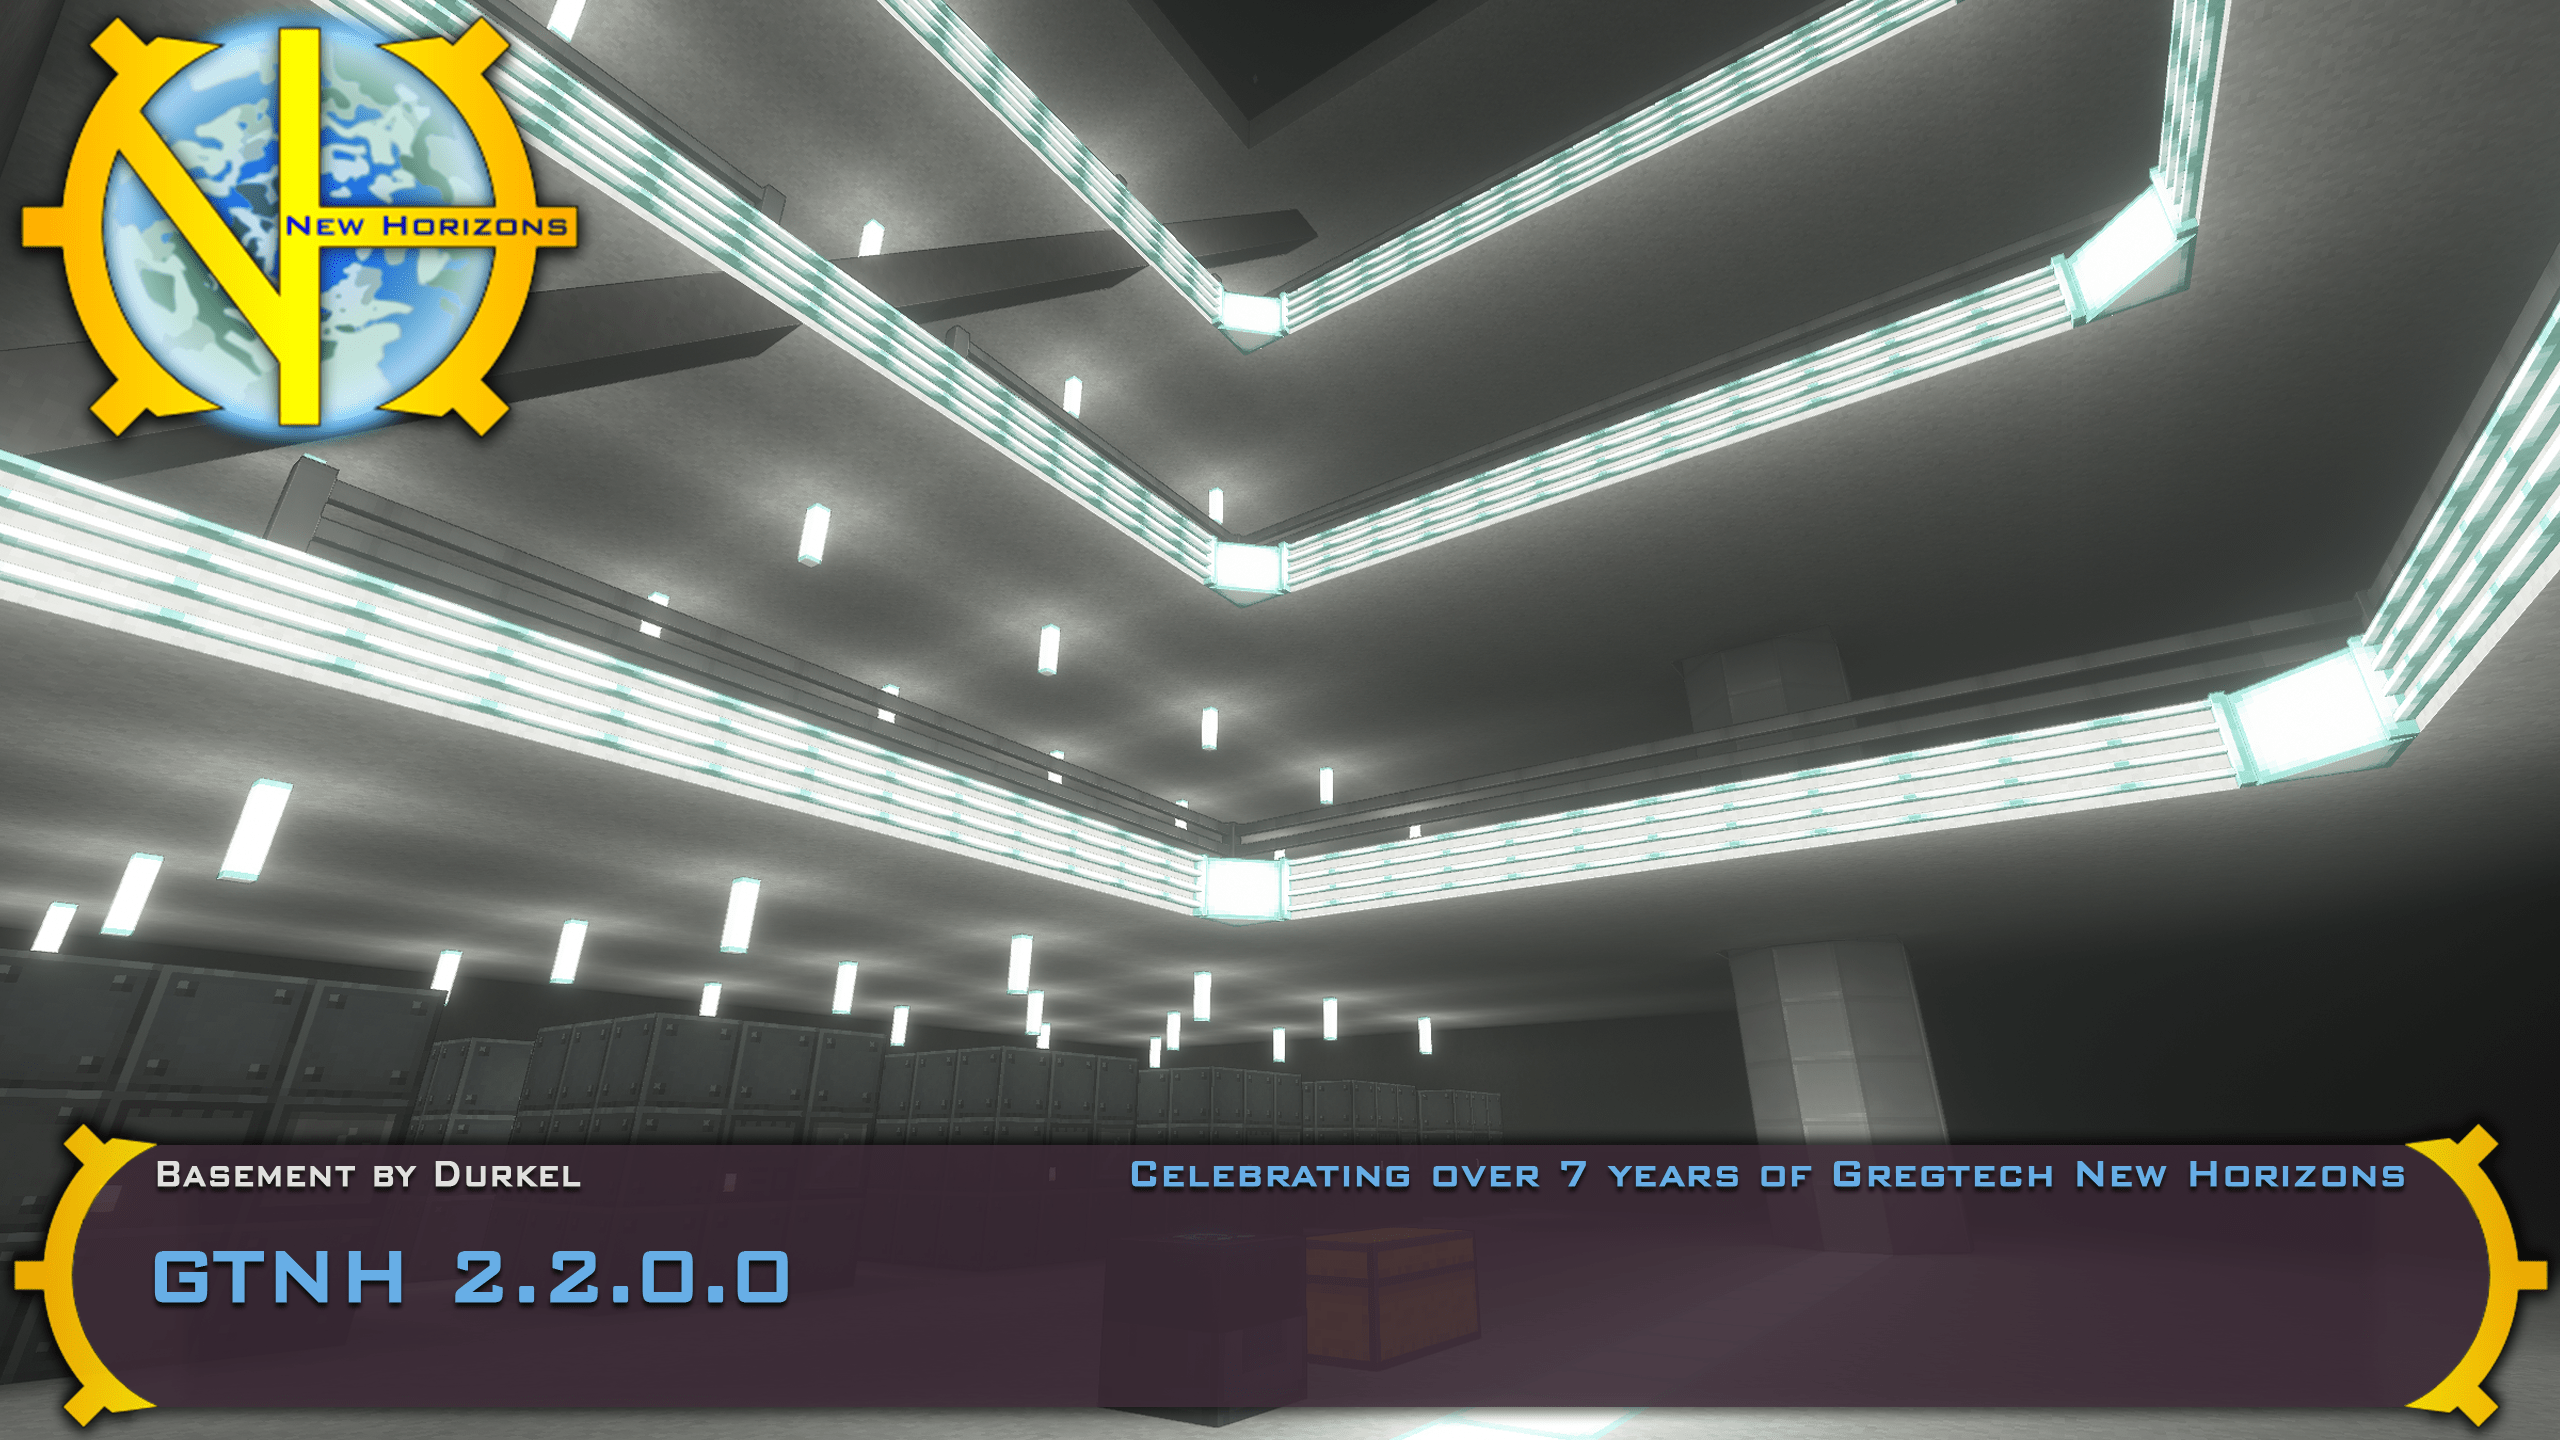 New Horizons
Basement by Durkel
Celebrating over 7 years of Gregtech New Horizons
GTNH 2.2.0.0